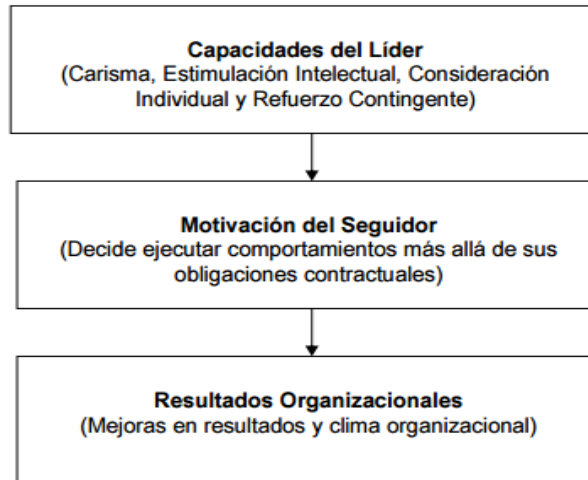 Capacidades del Líder
(Carisma, Estimulación Intelectual, Consideración
Individual y Refuerzo Contingente)
Motivación del Seguidor
(Decide ejecutar comportamientos más allá de sus
obligaciones contractuales)
Resultados Organizacionales
(Mejoras en resultados y clima organizacional)